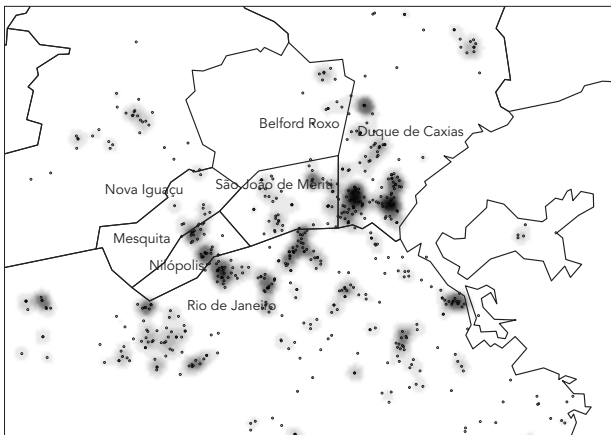 Belford Roxo
Duque de Caxias
Nova Iguaçu
São João de Meriti
Mesquita
Nilópolis
Rio de Janeiro